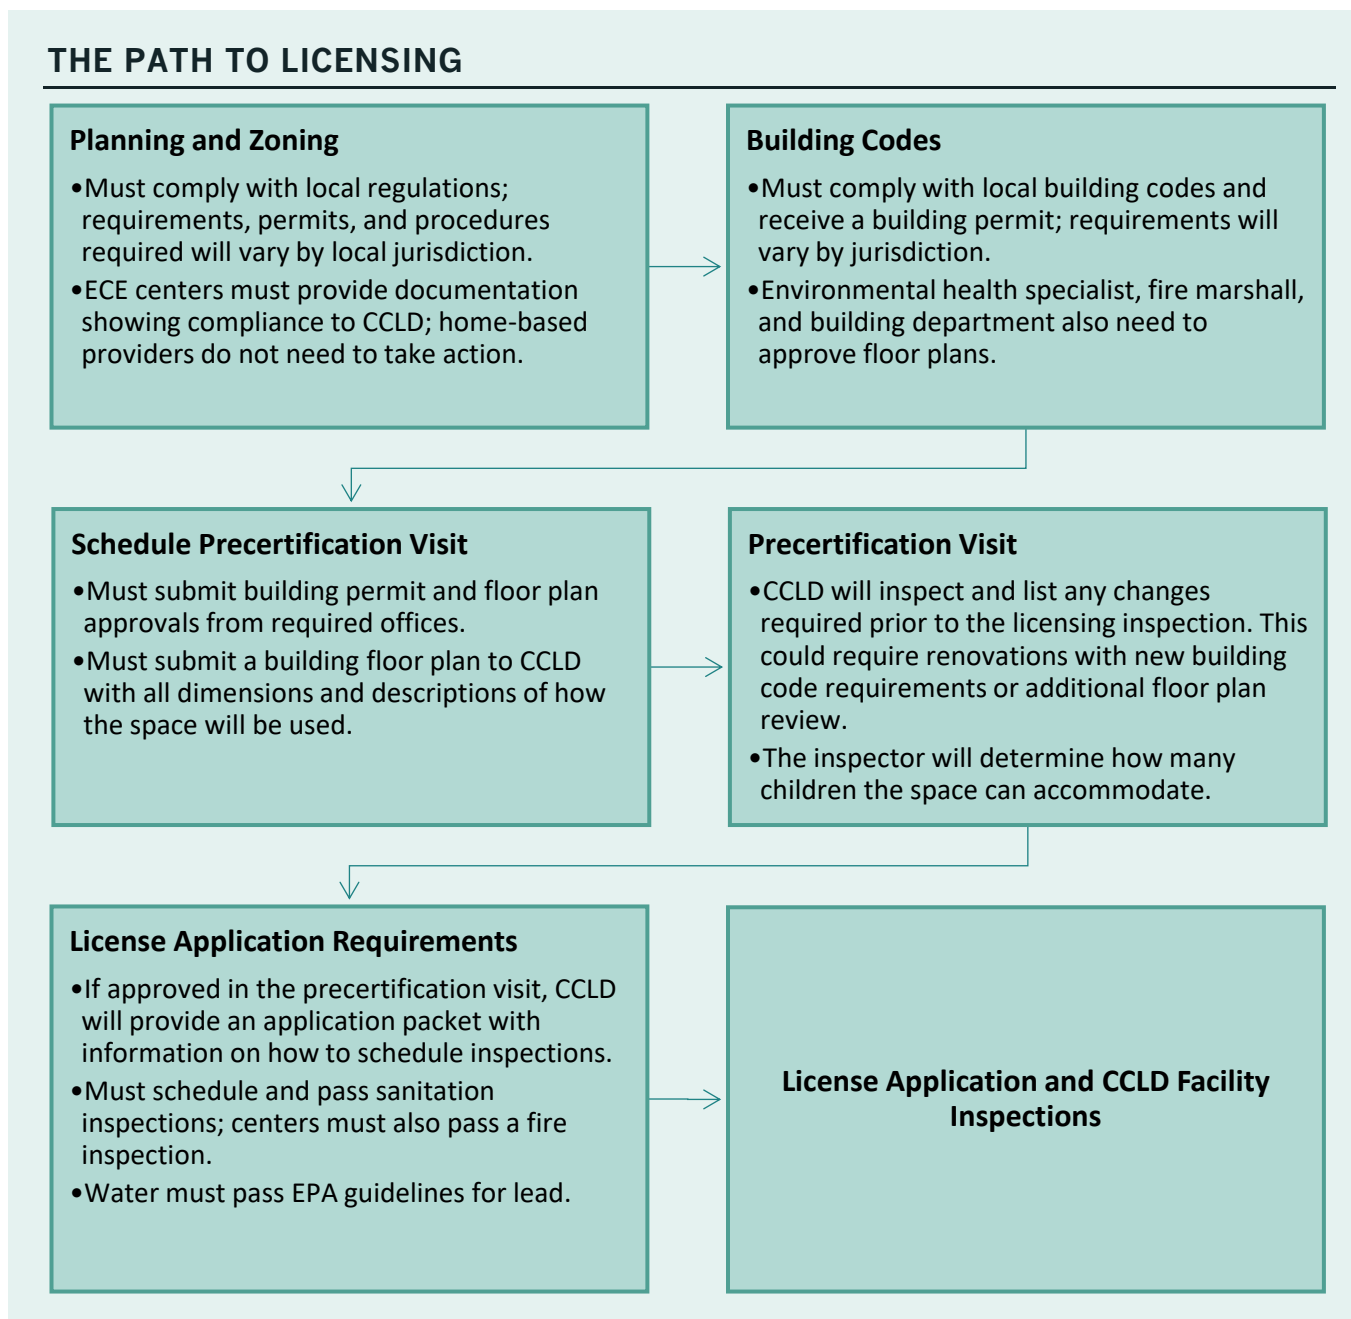 THE PATH TO LICENSING
Planning and Zoning
•Must comply with local regulations;
requirements, permits, and procedures
required will vary by local jurisdiction.
•ECE centers must provide documentation
showing compliance to CCLD; home-based
providers do not need to take action.
Building Codes
•Must comply with local building codes and
receive a building permit; requirements will
vary by jurisdiction.
•Environmental health specialist, fire marshall,
and building department also need to
approve floor plans.
Schedule Precertification Visit
•Must submit building permit and floor plan
approvals from required offices.
•Must submit a building floor plan to CCLD
with all dimensions and descriptions of how
the space will be used.
Precertification Visit
•CCLD will inspect and list any changes
required prior to the licensing inspection. This
could require renovations with new building
code requirements or additional floor plan
review.
•The inspector will determine how many
children the space can accommodate.
License Application Requirements
•If approved in the precertification visit, CCLD
will provide an application packet with
information on how to schedule inspections.
•Must schedule and pass sanitation
inspections; centers must also pass a fire
inspection.
•Water must pass EPA guidelines for lead.
License Application and CCLD Facility
Inspections